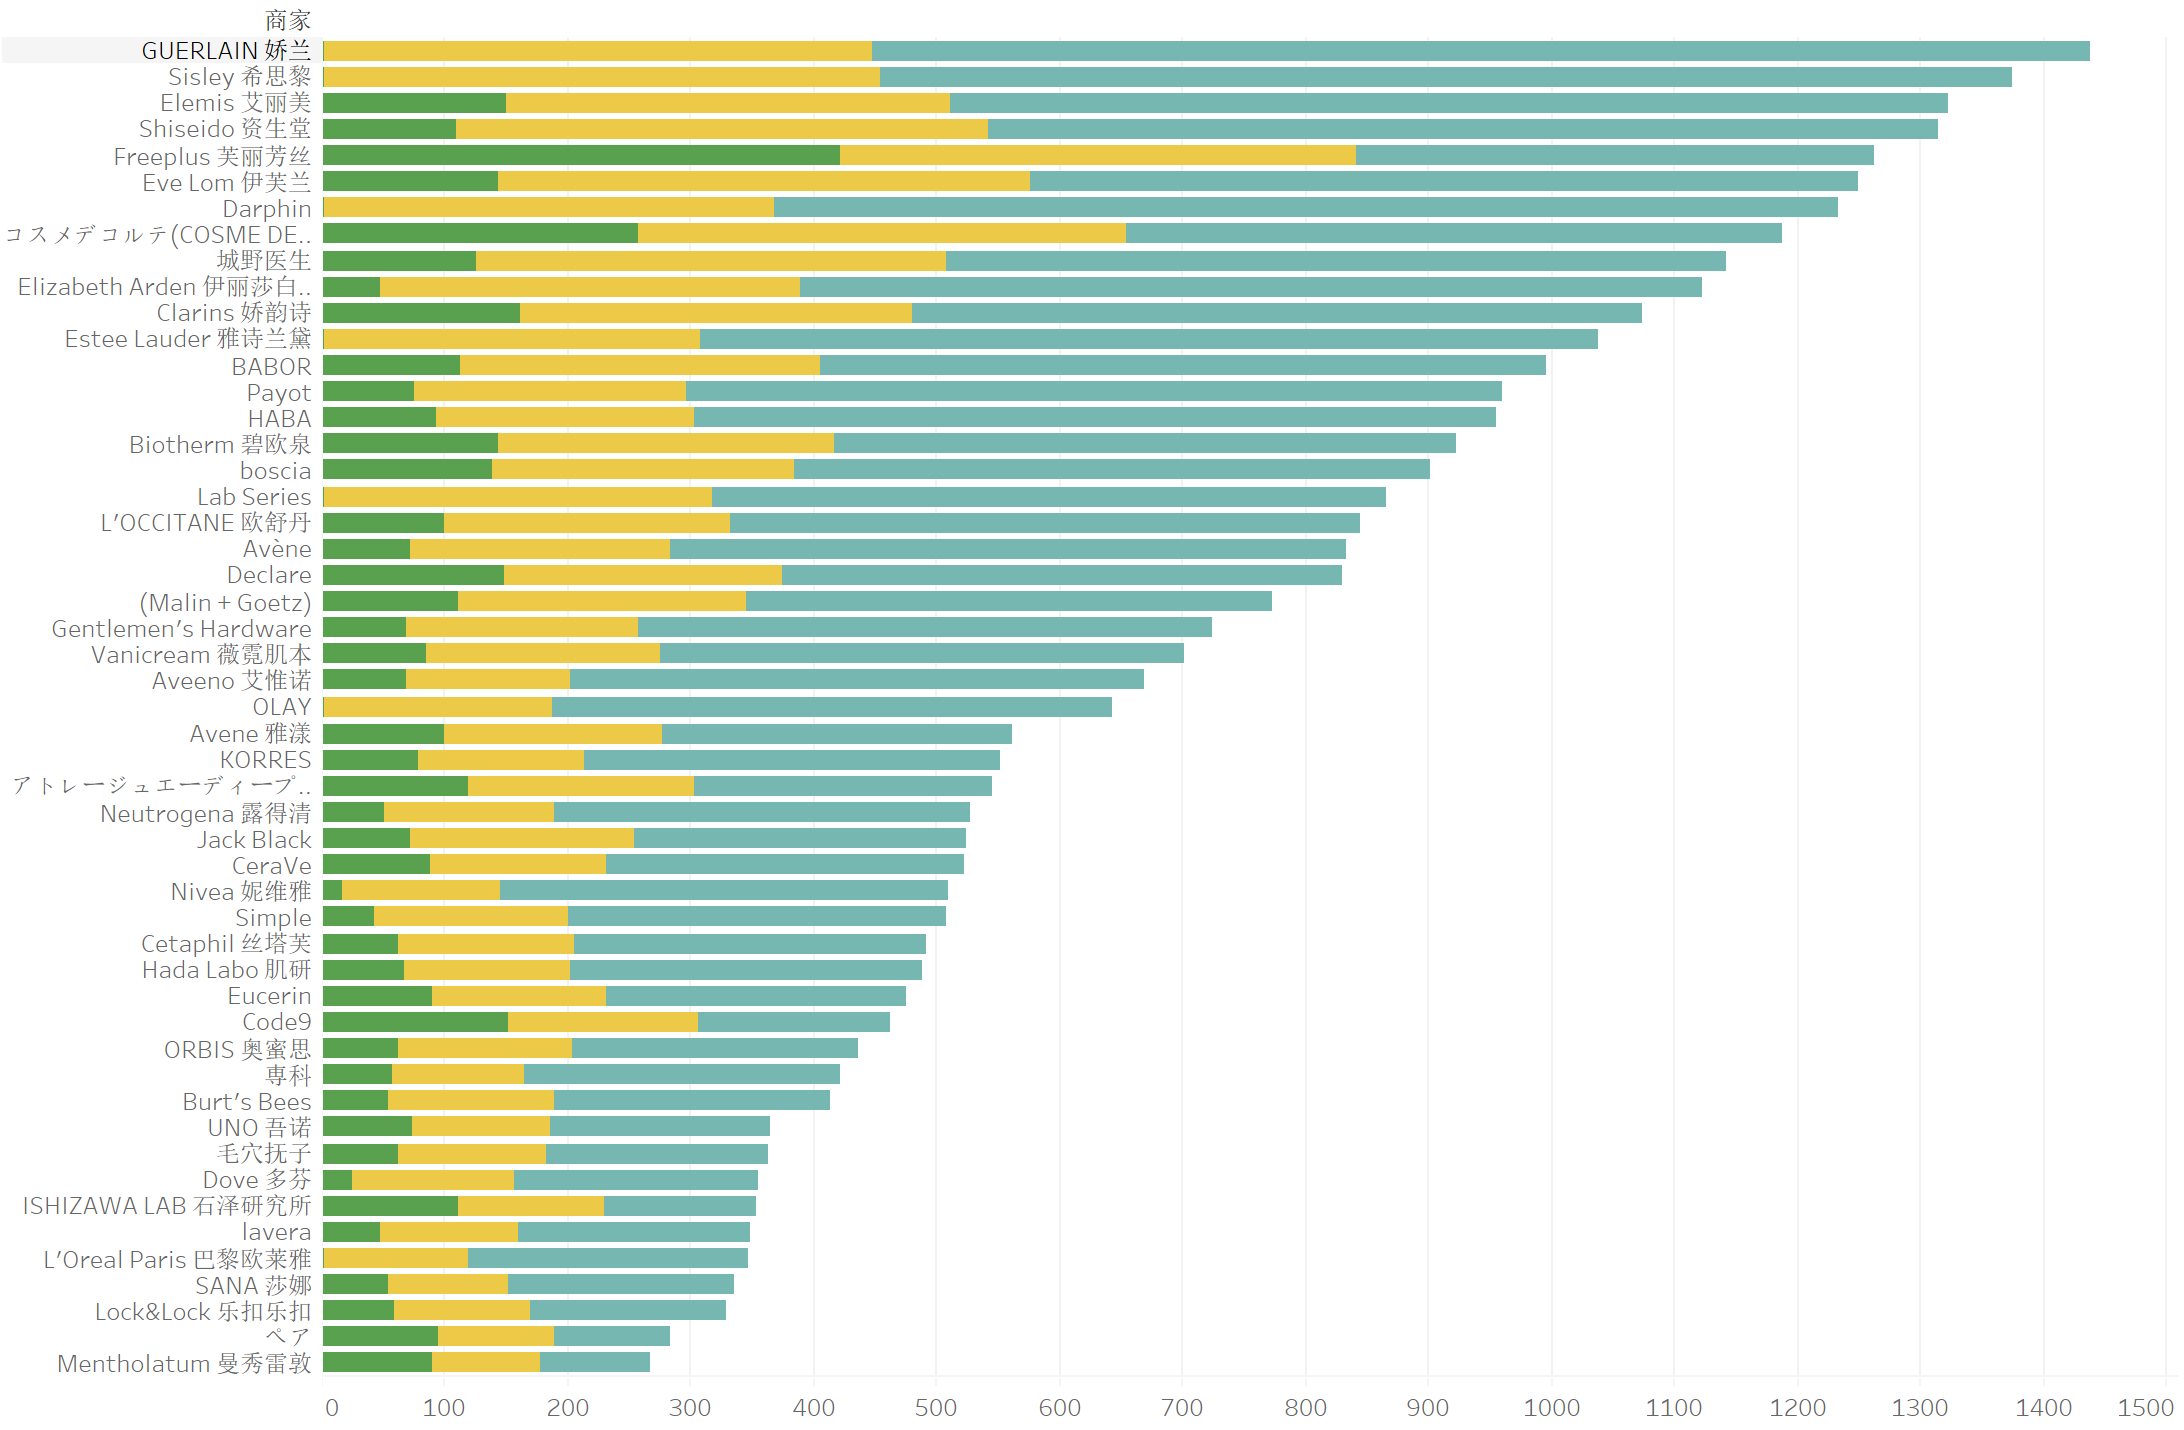 商家
GUERLAIN 娇兰
Sisley 希思黎
Elemis 艾丽美
Shiseido 资生堂
Freeplus 芙丽芳丝
Eve Lom 伊芙兰
Darphin
コスメデコルテ(COSME DE..
城野医生
Elizabeth Arden 伊丽莎白..
Clarins 娇韵诗
Estee Lauder 雅诗兰黛
BABOR
Payot
HABA
Biotherm 碧欧泉
boscia
Lab Series
L'OCCITANE 欧舒丹
Avène
Declare
(Malin + Goetz)
Gentlemen's Hardware
Vanicream 薇霓肌本
Aveeno 艾惟诺
OLAY
Avene 雅漾
KORRES
アトレージュエーディープ..
Neutrogena 露得清
Jack Black
CeraVe
Nivea 妮维雅
Simple
Cetaphil 丝塔芙
Hada Labo 肌研
Eucerin
Code9
ORBIS 奥蜜思
専科
Burt's Bees
UNO 吾诺
毛穴抚子
Dove 多芬
ISHIZAWA LAB 石泽研究所
lavera
L'Oreal Paris 巴黎欧莱雅
SANA 莎娜
Lock&Lock 乐扣乐扣
ペア
Mentholatum 曼秀雷敦
0 100 200 300 400 500 600 700 800 900 1000 1100 1200 1300 1400 1500